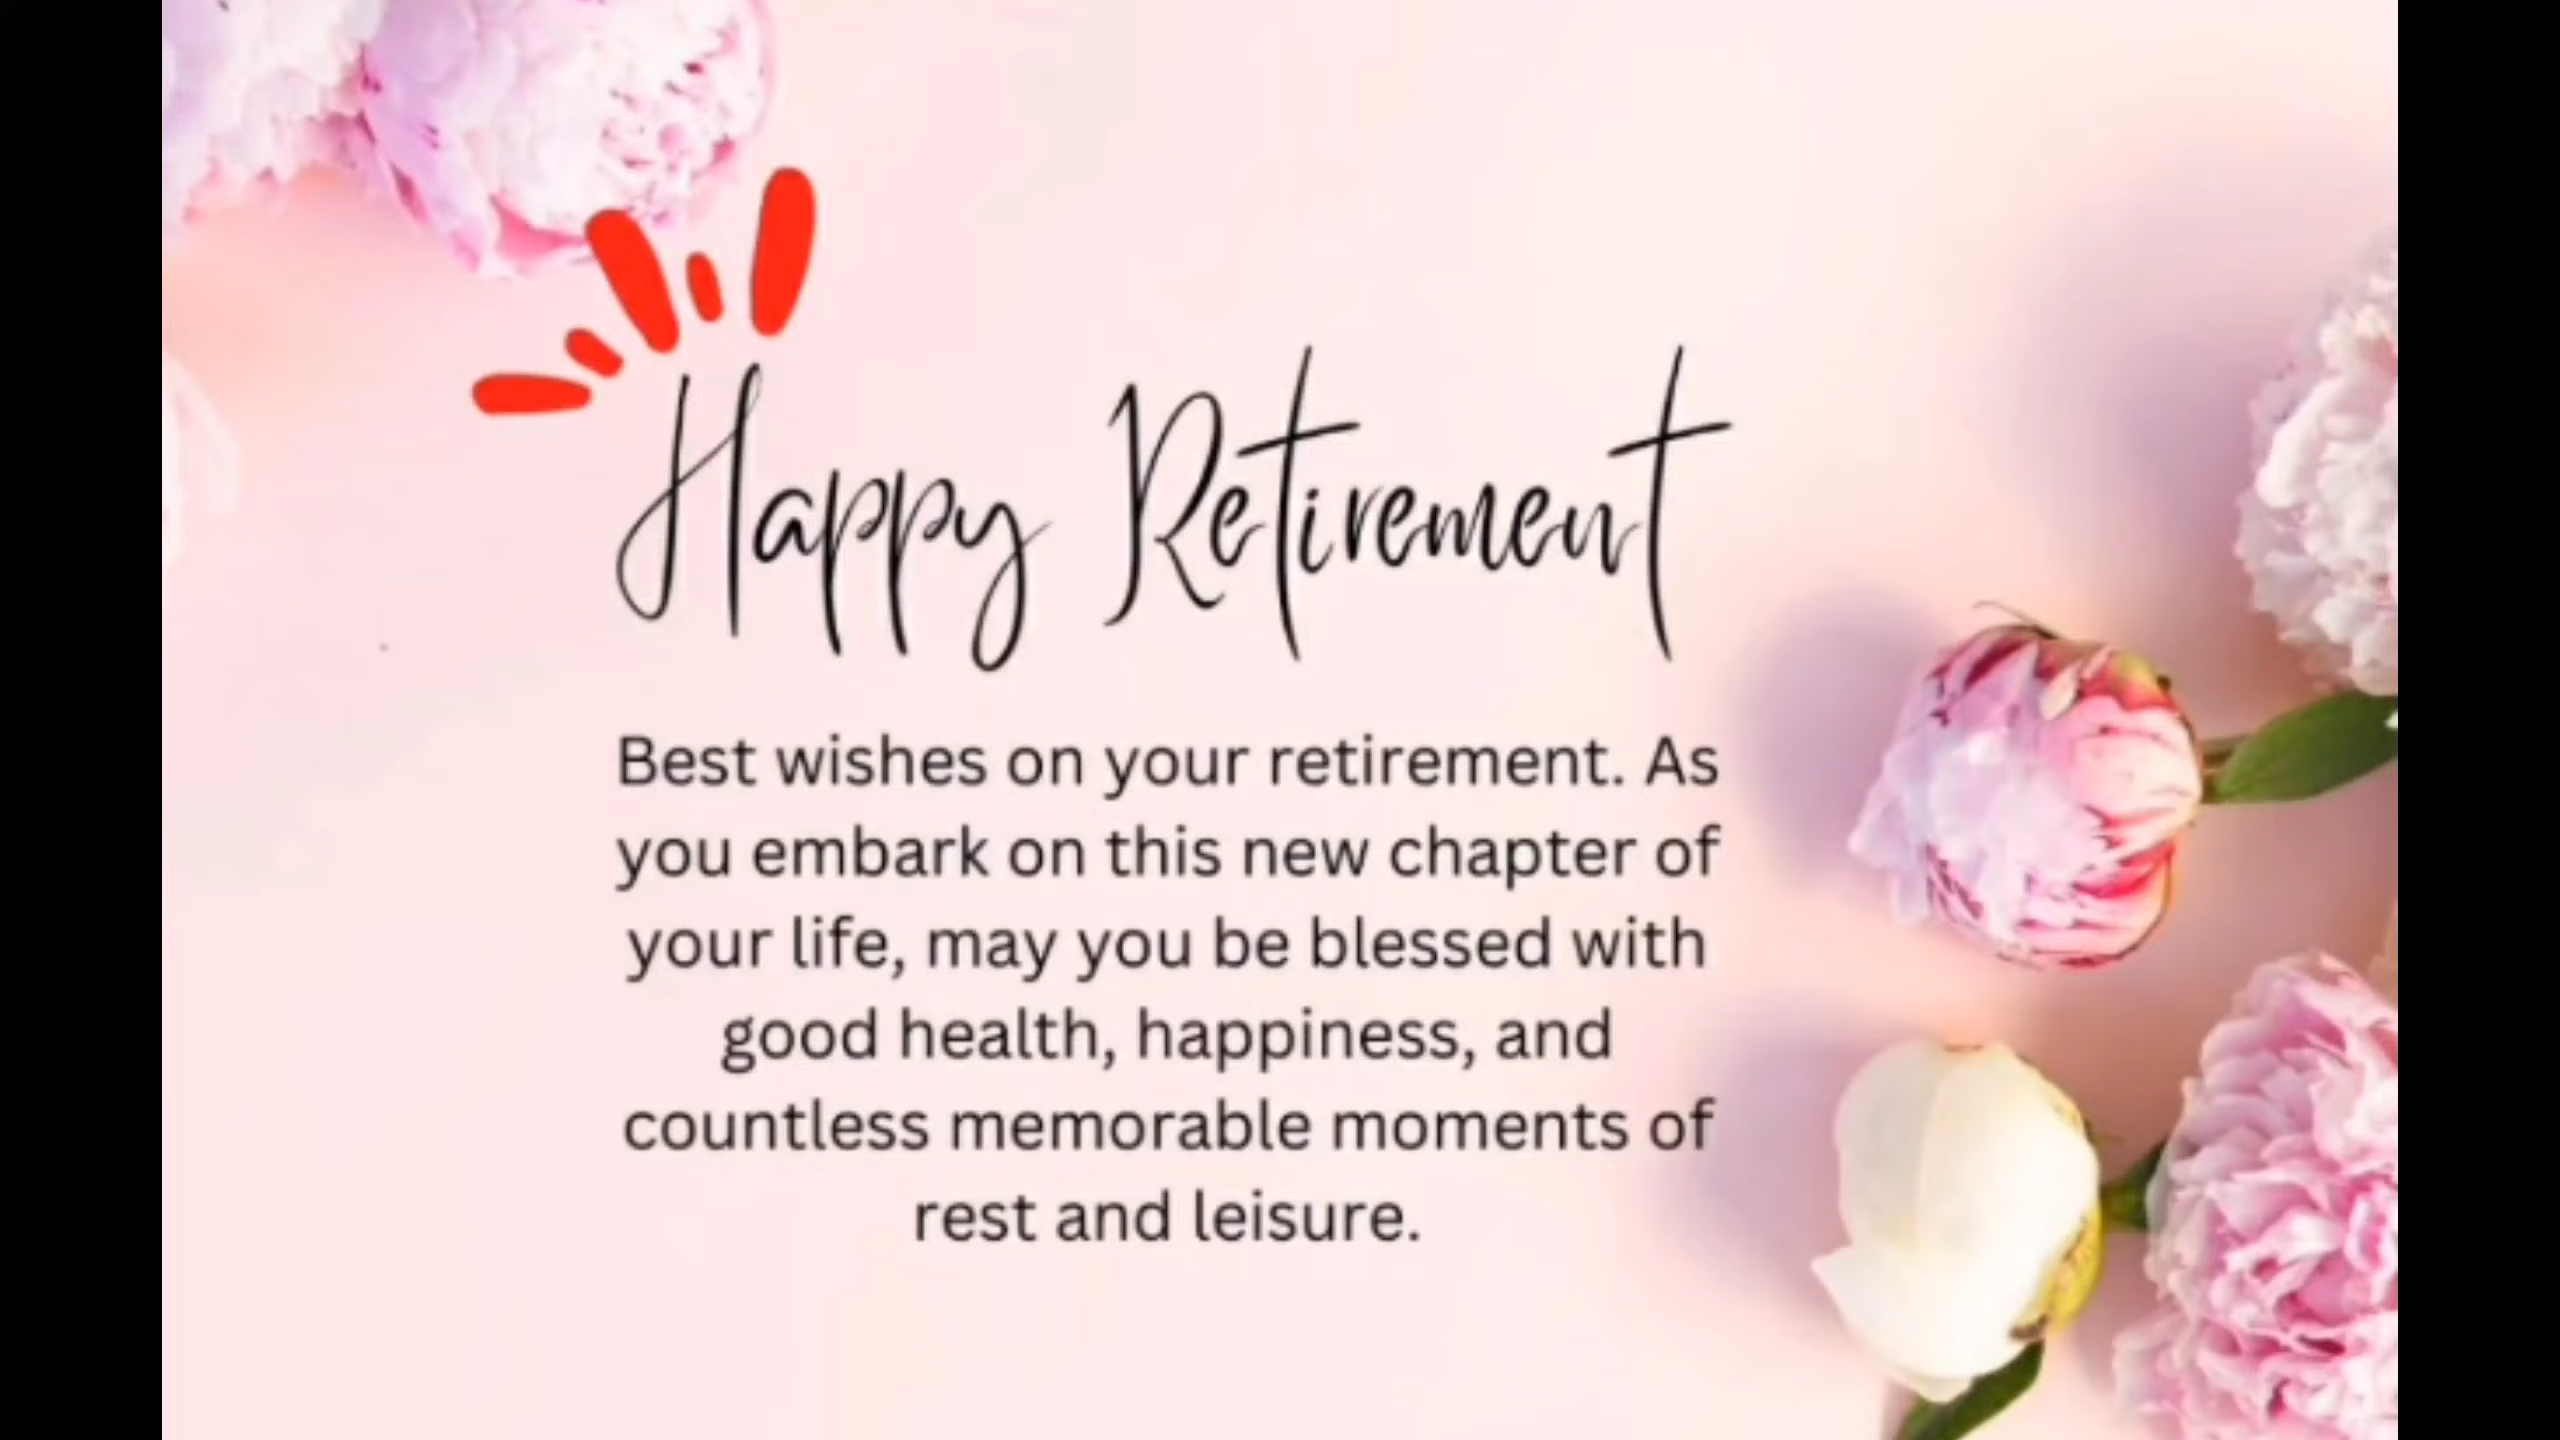 Happy Retirement
Best wishes on your retirement. As
you embark on this new chapter of
your life, may you be blessed with
good health, happiness, and
countless memorable moments of
rest and leisure.